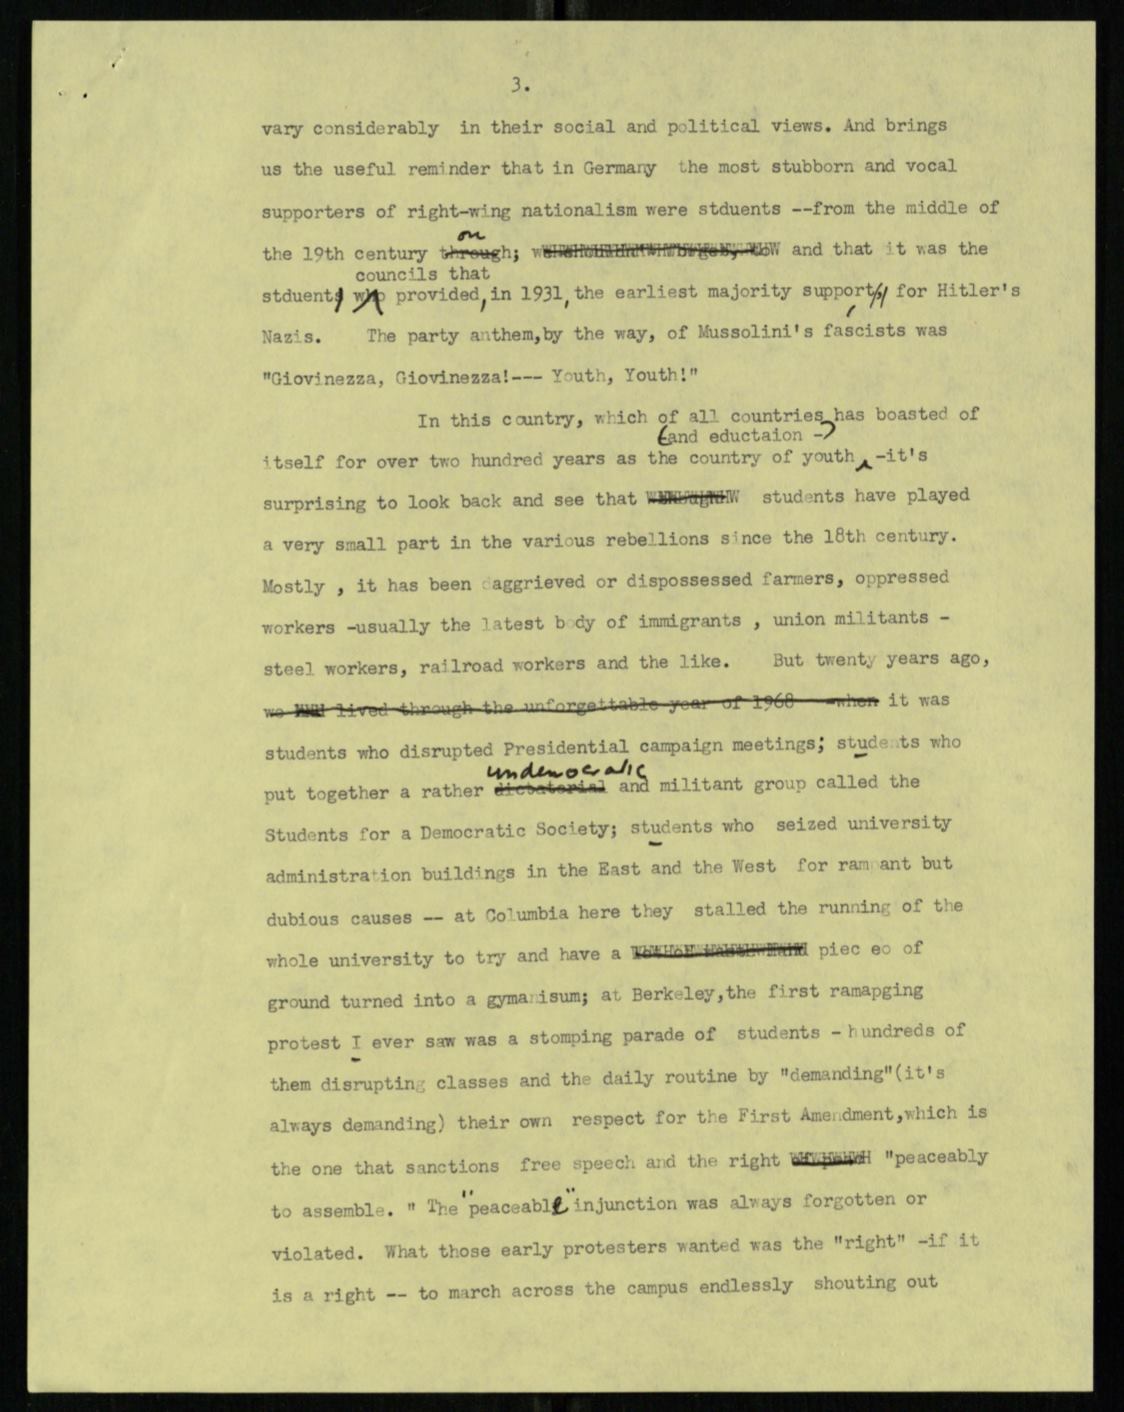 3.
vary considerably in their social and political views. And brings
us the useful reminder that in Germany the most stubborn and vocal
supporters of right-wing nationalism were stduents --from the middle of
on
the 19th century through; and that it was the
councils that
stduent who provided, in 1931, the earliest majority support for Hitler's
Nazis. The party anthem,by the way, of Mussolini's fascists was
"Giovinezza, Giovinezza!--- Youth, Youth!"
In this country, which of all countries has boasted of
(and eductaion -)
itself for over two hundred years as the country of youth -it's
surprising to look back and see that students have played
a very small part in the various rebellions since the 18th century.
Mostly , it has been aggrieved or dispossessed farmers, oppressed
workers -usually the latest body of immigrants , union militants -
steel workers, railroad workers and the like. But twenty years ago,
we lived through the unforgettable year of 1968 -when it was
students who disrupted Presidential campaign meetings; students who
undemocratic
put together a rather dictatorial and militant group called the
Students for a Democratic Society; students who seized university
administration buildings in the East and the West for rampant but
dubious causes -- at Columbia here they stalled the running of the
whole university to try and have a piec eo of
ground turned into a gymanisum; at Berkeley,the first ramapging
protest I ever saw was a stomping parade of students - hundreds of
them disrupting classes and the daily routine by "demanding"(it's
always demanding) their own respect for the First Amendment,which is
the one that sanctions free speech and the right "peaceably
to assemble. " The "peaceable" injunction was always forgotten or
violated. What those early protesters wanted was the "right" -if it
is a right -- to march across the campus endlessly shouting out